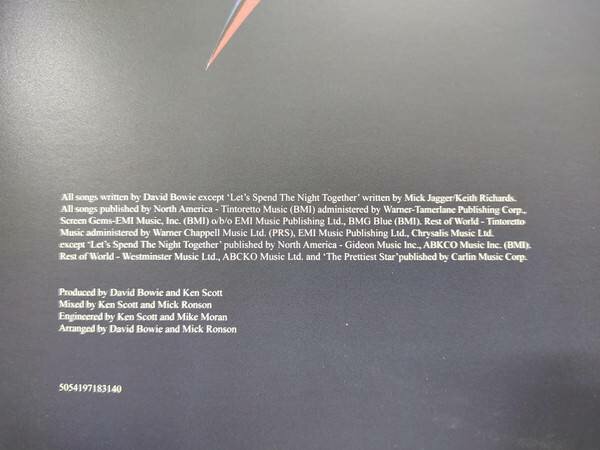 All songs written by David Bowie except 'Let's Spend The Night Together' written by Mick Jagger/Keith Richards.
All songs published by North America - Tintoretto Music (BMI) administered by Warner-Tamerlane Publishing Corp.,
Screen Gems-EMI Music, Inc. (BMI) o/b/o EMI Music Publishing Ltd., BMG Blue (BMI). Rest of World - Tintoretto
Music administered by Warner Chappell Music Ltd. (PRS), EMI Music Publishing Ltd., Chrysalis Music Ltd.
except 'Let's Spend The Night Together' published by North America - Gideon Music Inc., ABKCO Music Inc. (BMI).
Rest of World - Westminster Music Ltd., ABCKO Music Ltd. and 'The Prettiest Star'published by Carlin Music Corp.
Produced by David Bowie and Ken Scott
Mixed by Ken Scott and Mick Ronson
Engineered by Ken Scott and Mike Moran
Arranged by David Bowie and Mick Ronson
5054197183140